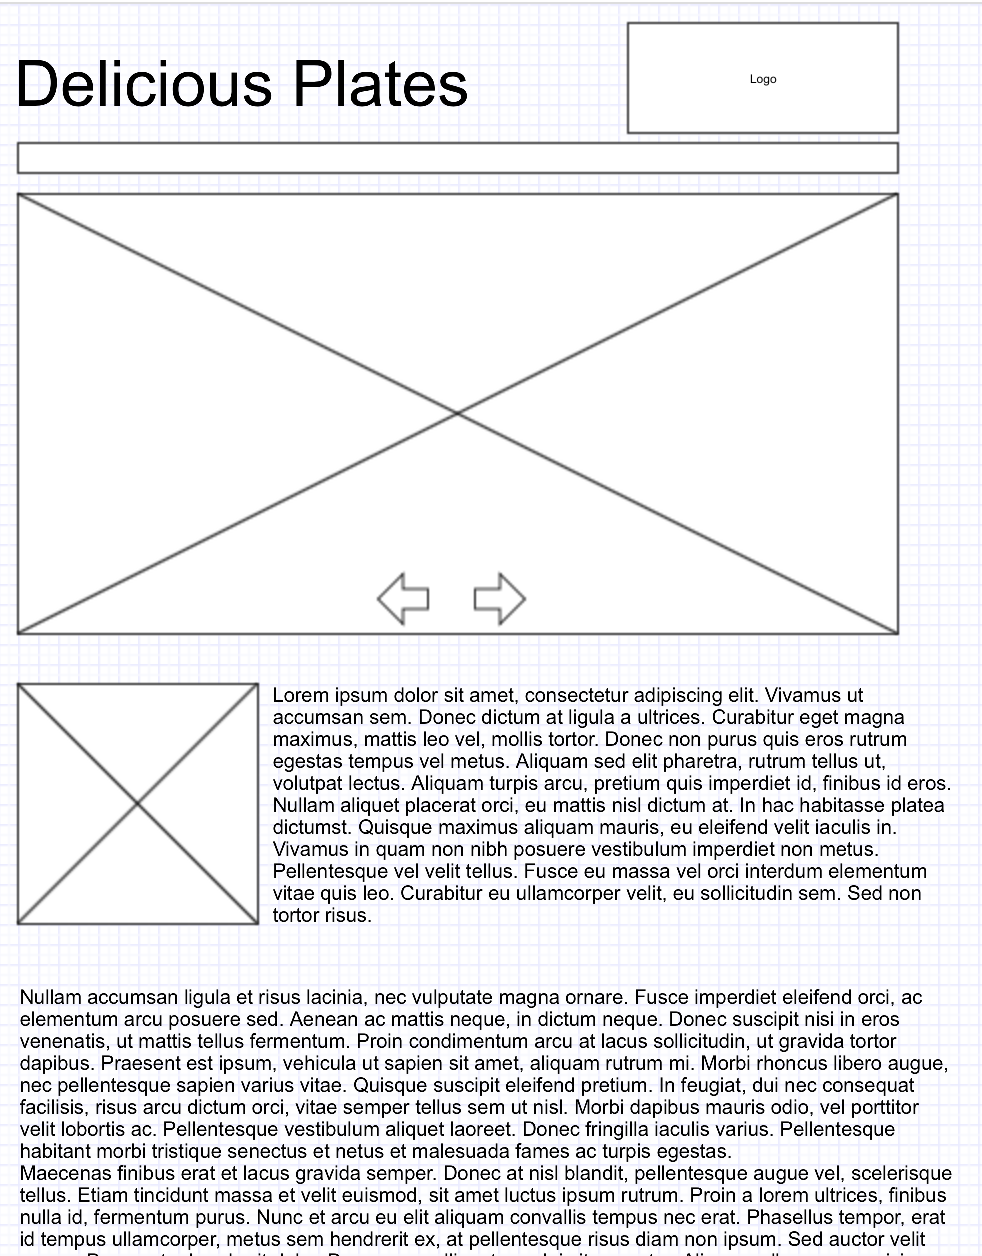 Delicious Plates
Logo
Lorem ipsum dolor sit amet, consectetur adipiscing elit. Vivamus ut
accumsan sem. Donec dictum at ligula a ultrices. Curabitur eget magna
maximus, mattis leo vel, mollis tortor. Donec non purus quis eros rutrum
egestas tempus vel metus. Aliquam sed elit pharetra, rutrum tellus ut,
volutpat lectus. Aliquam turpis arcu, pretium quis imperdiet id, finibus id eros.
Nullam aliquet placerat orci, eu mattis nisl dictum at. In hac habitasse platea
dictumst. Quisque maximus aliquam mauris, eu eleifend velit iaculis in.
Vivamus in quam non nibh posuere vestibulum imperdiet non metus.
Pellentesque vel velit tellus. Fusce eu massa vel orci interdum elementum
vitae quis leo. Curabitur eu ullamcorper velit, eu sollicitudin sem. Sed non
tortor risus.
Nullam accumsan ligula et risus lacinia, nec vulputate magna ornare. Fusce imperdiet eleifend orci, ac
elementum arcu posuere sed. Aenean ac mattis neque, in dictum neque. Donec suscipit nisi in eros
venenatis, ut mattis tellus fermentum. Proin condimentum arcu at lacus sollicitudin, ut gravida tortor
dapibus. Praesent est ipsum, vehicula ut sapien sit amet, aliquam rutrum mi. Morbi rhoncus libero augue,
nec pellentesque sapien varius vitae. Quisque suscipit eleifend pretium. In feugiat, dui nec consequat
facilisis, risus arcu dictum orci, vitae semper tellus sem ut nisl. Morbi dapibus mauris odio, vel porttitor
velit lobortis ac. Pellentesque vestibulum aliquet laoreet. Donec fringilla iaculis varius. Pellentesque
habitant morbi tristique senectus et netus et malesuada fames ac turpis egestas.
Maecenas finibus erat et lacus gravida semper. Donec at nisl blandit, pellentesque augue vel, scelerisque
tellus. Etiam tincidunt massa et velit euismod, sit amet luctus ipsum rutrum. Proin a lorem ultrices, finibus
nulla id, fermentum purus. Nunc et arcu eu elit aliquam convallis tempus nec erat. Phasellus tempor, erat
id tempus ullamcorper, metus sem hendrerit ex, at pellentesque risus diam non ipsum. Sed auctor velit